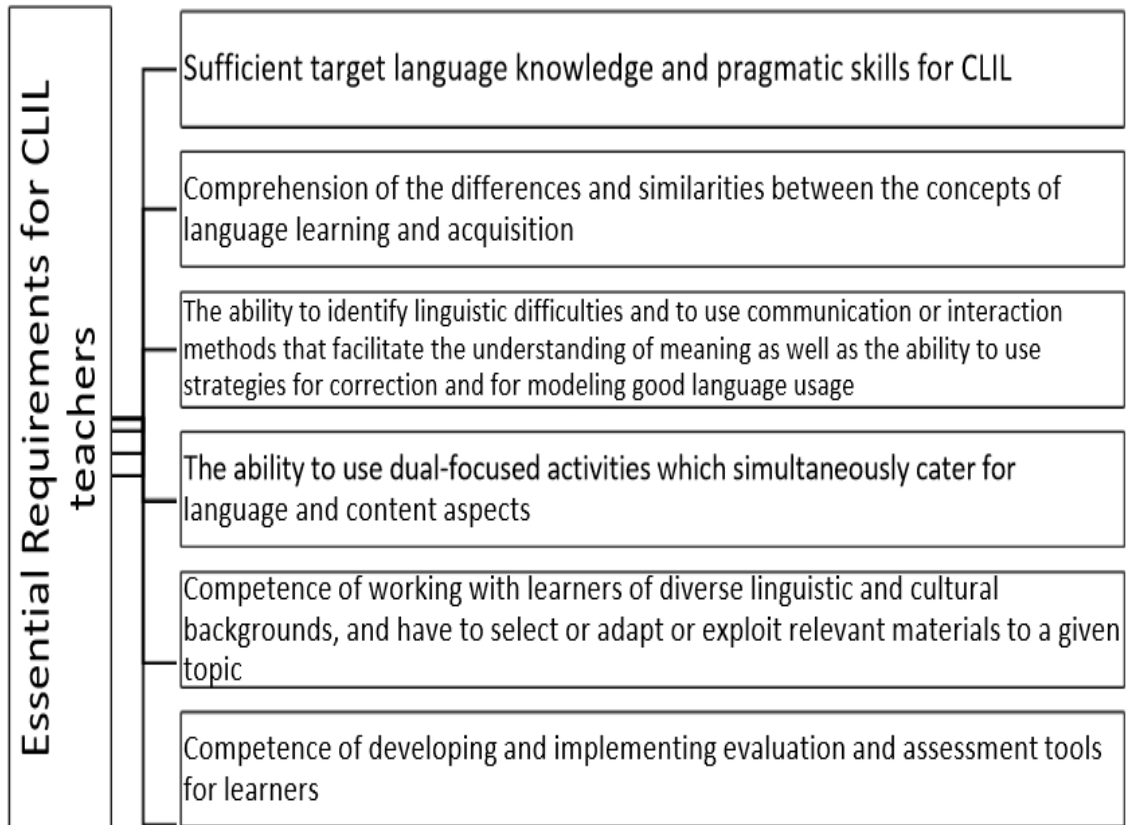 Essential Requirements for CLIL
teachers
Sufficient target language knowledge and pragmatic skills for CLIL
Comprehension of the differences and similarities between the concepts of
language learning and acquisition
The ability to identify linguistic difficulties and to use communication or interaction
methods that facilitate the understanding of meaning as well as the ability to use
strategies for correction and for modeling good language usage
The ability to use dual-focused activities which simultaneously cater for
language and content aspects
Competence of working with learners of diverse linguistic and cultural
backgrounds, and have to select or adapt or exploit relevant materials to a given
topic
Competence of developing and implementing evaluation and assessment tools
for learners